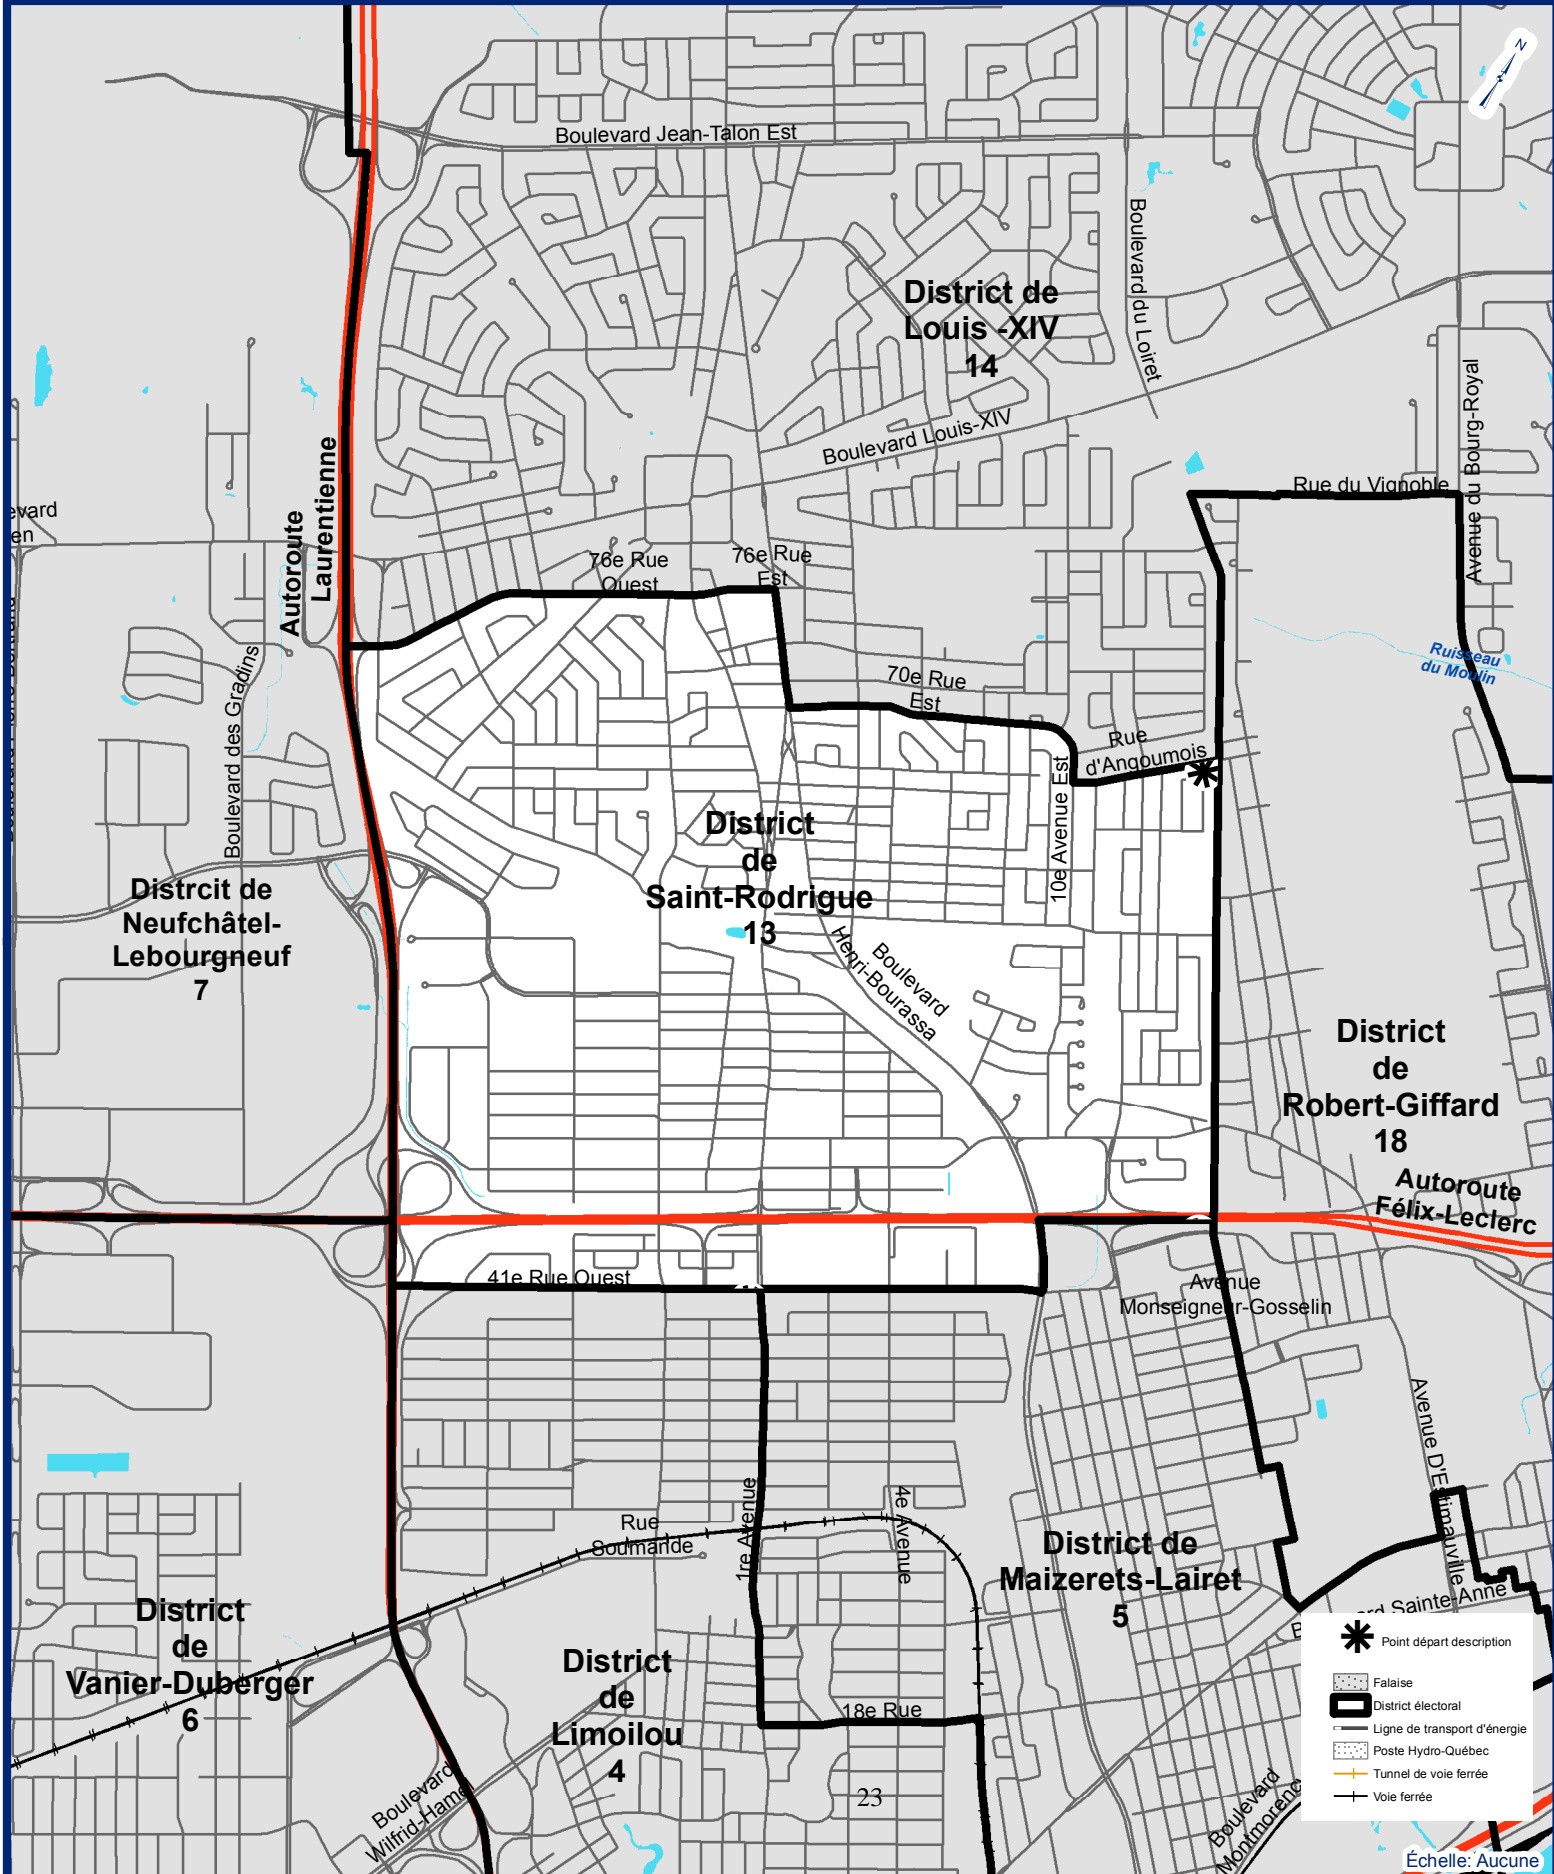 N
Boulevard Jean-Talon Est
Boulevard du Loiret
District de
Louis -XIV
14
Boulevard Louis-XIV
Avenue du Bourg-Royal
Rue du Vignoble
evard
en
Autoroute
Laurentienne
76e Rue
Ouest
76e Rue
Est
Ruisseau
du Moulin
Boulevard des Gradins
70e Rue
Est
Rue
d'Angoumois
10e Avenue Est
District
de
Saint-Rodrigue
13
Distrcit de
Neufchâtel-
Lebourgneuf
7
Boulevard
Henri-Bourassa
District
de
Robert-Giffard
18
Autoroute
Félix-Leclerc
41e Rue Ouest
Avenue
Monseigneur-Gosselin
Avenue D'Estimauville
1re Avenue
4e Avenue
Rue
Soumande
District de
Maizerets-Lairet
5
District
de
Vanier-Duberger
6
District
de
Limoilou
4
18e Rue
Sainte-Anne
Boulevard
Wilfrid-Hamel
23
Boulevard
Point départ description
Falaise
District électoral
Ligne de transport d'énergie
Poste Hydro-Québec
Tunnel de voie ferrée
Voie ferrée
Échelle: Aucune